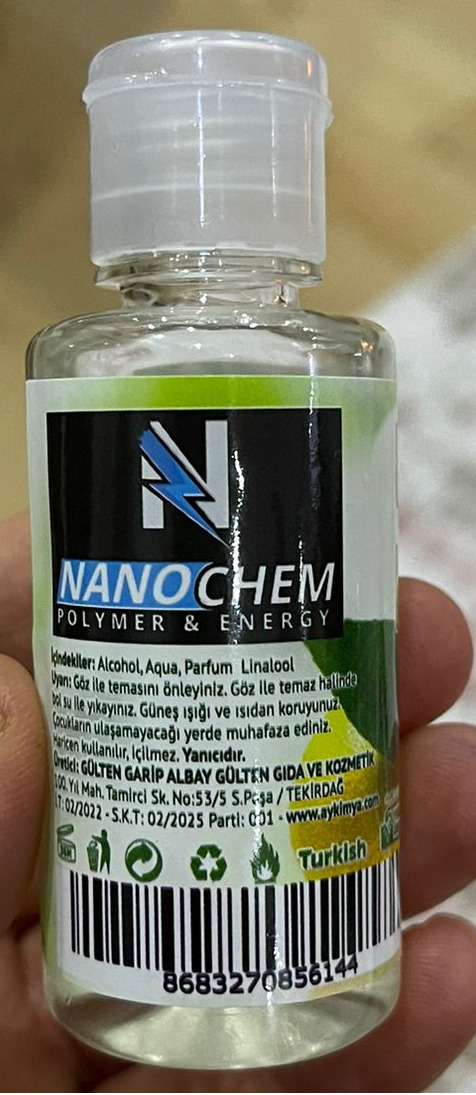 N
NANOCHEM
POLYMER & ENERGY
İçindekiler: Alcohol, Aqua, Parfum Linalool
Uyarı: Göz ile temasını önleyiniz. Göz ile temaz halinde
bol su ile yıkayınız. Güneş ışığı ve ısıdan koruyunuz.
Çocukların ulaşamayacağı yerde muhafaza ediniz.
Haricen kullanılır, içilmez. Yanıcıdır.
Üretici: GÜLTEN GARİP ALBAY GÜLTEN GIDA VE KOZMETİK
100. Yıl Mah. Tamirci Sk. No:53/5 S.Paşa / TEKİRDAĞ
İ.T: 02/2022 - S.K.T: 02/2025 Parti: 001 - www.aykimya.com
36M
Turkish
8683270856144